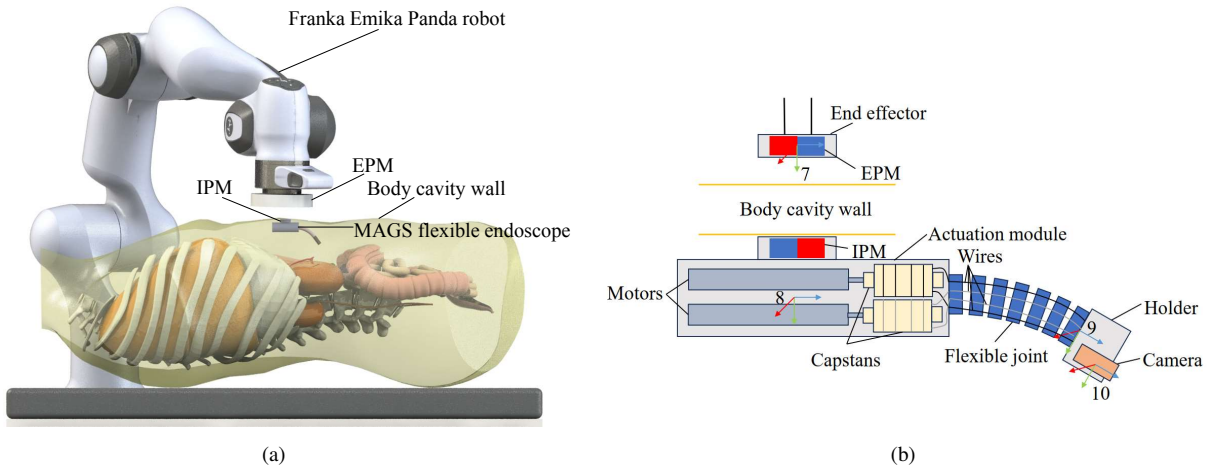 Franka Emika Panda robot
EPM
IPM
Body cavity wall
MAGS flexible endoscope
(a)
End effector
7
EPM
Body cavity wall
IPM
Actuation module
Wires
Motors
8
Holder
9
Capstans
Flexible joint
Camera
10
(b)